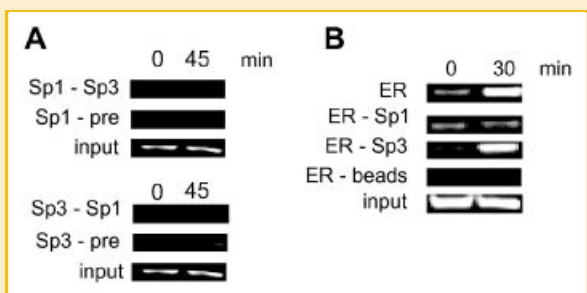 A
0 45 min
Sp1 - Sp3
Sp1 - pre
input
0 45
Sp3 - Sp1
Sp3 - pre
input
B
0 30 min
ER
ER - Sp1
ER - Sp3
ER - beads
input